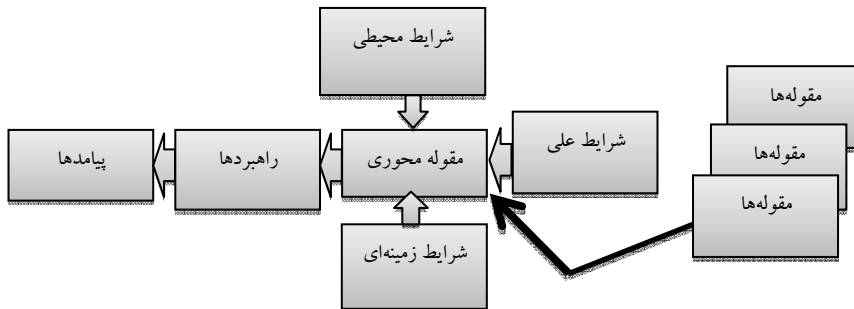 شرایط محیطی
مقوله‌ها
مقوله‌ها
مقوله‌ها
شرایط علی
مقوله محوری
راهبردها
پیامدها
شرایط زمینه‌ای